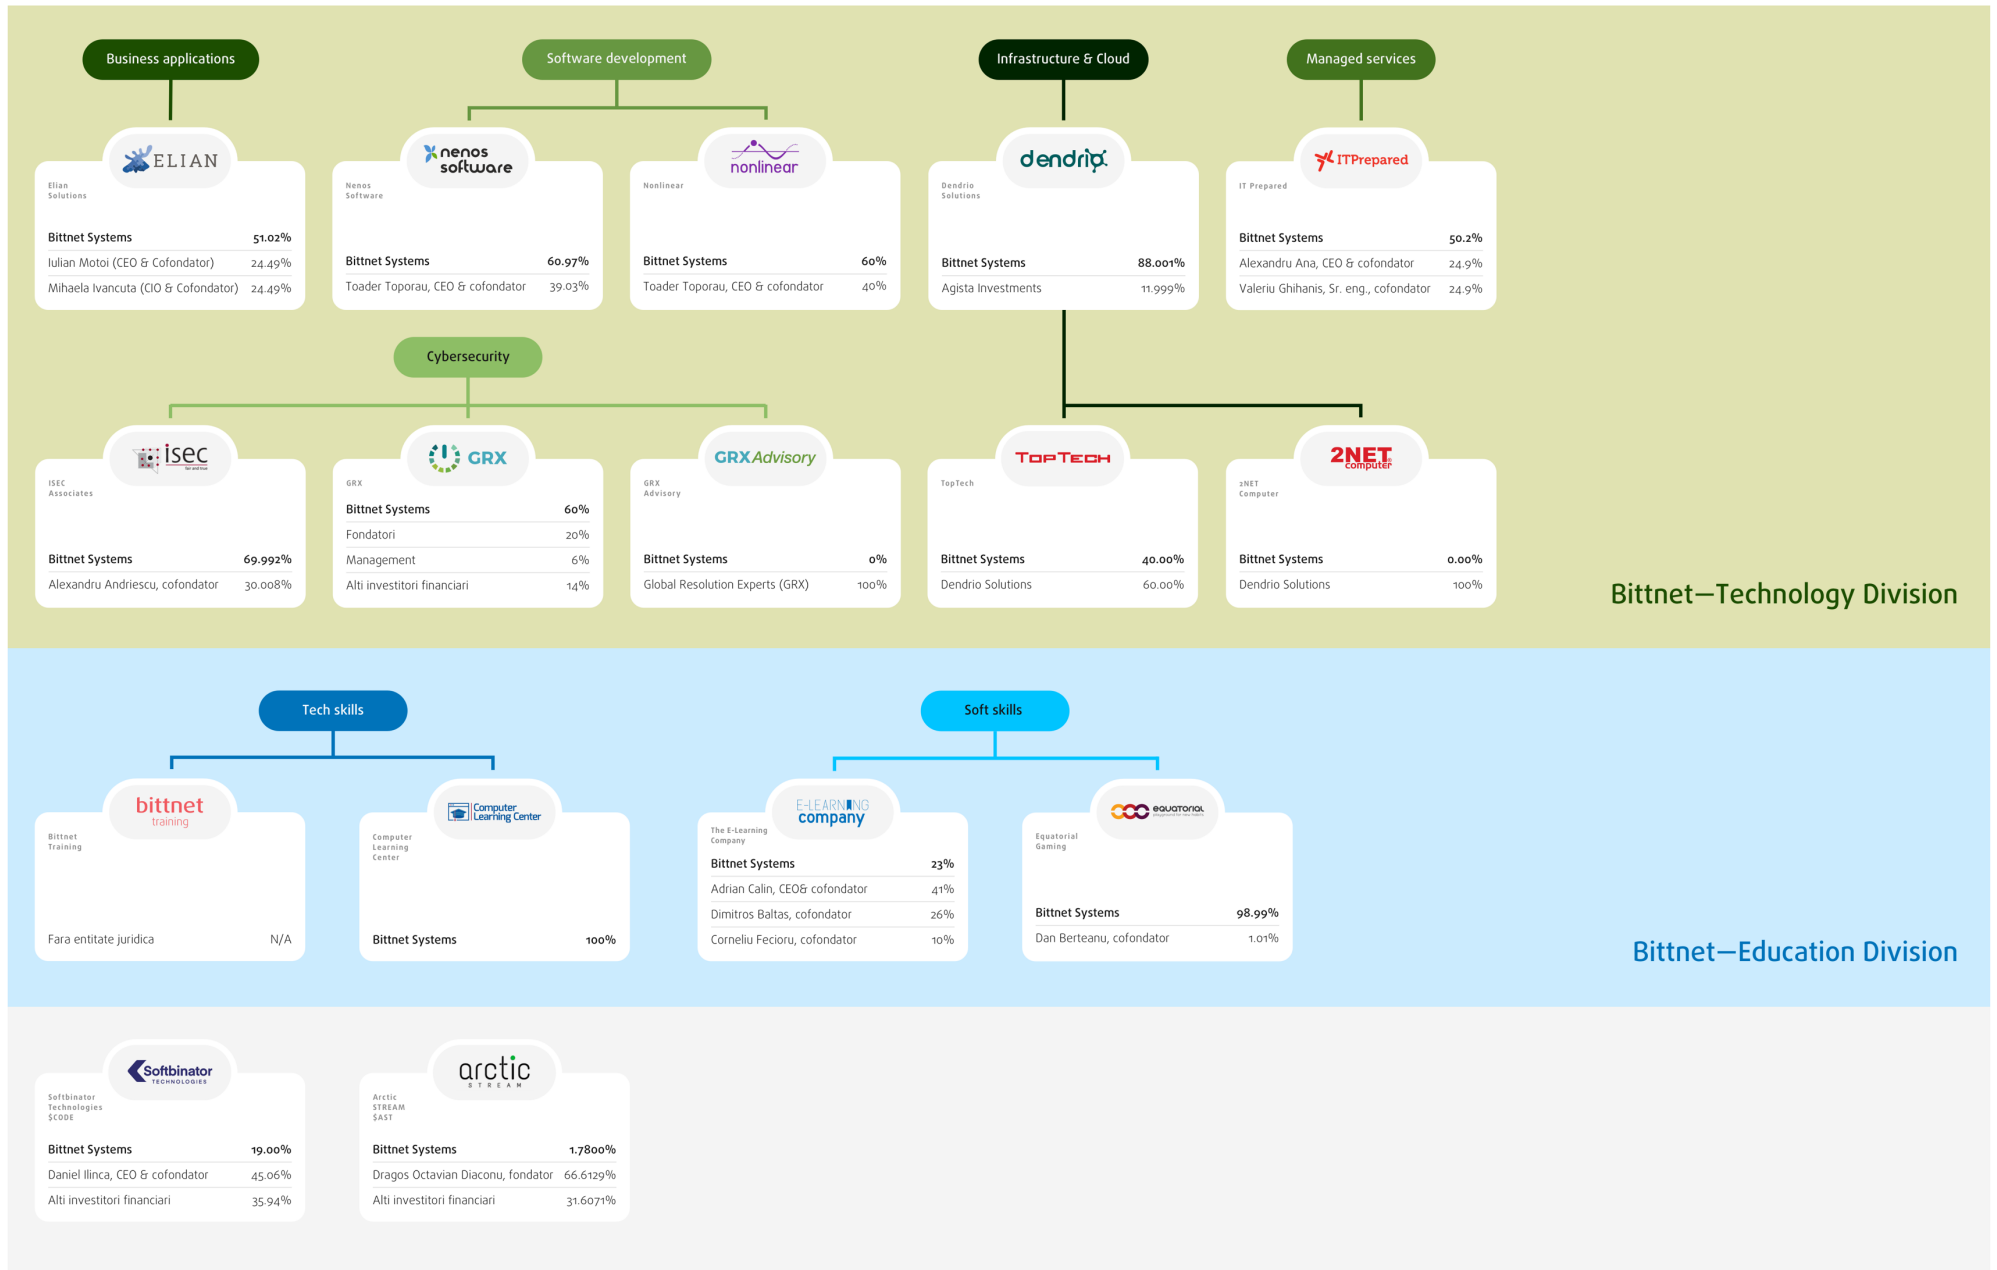 Business applications
Software development
Infrastructure & Cloud
Managed services
ELIAN
Elian
Solutions
Bittnet Systems 51.02%
Iulian Motoi (CEO & Cofondator) 24.49%
Mihaela Ivancuta (CIO & Cofondator) 24.49%
nenos
software
Nenos
Software
Bittnet Systems 60.97%
Toader Toporau, CEO & cofondator 39.03%
nonlinear
Nonlinear
Bittnet Systems 60%
Toader Toporau, CEO & cofondator 40%
dendrio
Dendrio
Solutions
Bittnet Systems 88.001%
Agista Investments 11.999%
ITPrepared
IT Prepared
Bittnet Systems 50.2%
Alexandru Ana, CEO & cofondator 24.9%
Valeriu Ghihanis, Sr. eng., cofondator 24.9%
Cybersecurity
isec
fair and true
ISEC
Associates
Bittnet Systems 69.992%
Alexandru Andriescu, cofondator 30.008%
GRX
GRX
Bittnet Systems 60%
Fondatori 20%
Management 6%
Alti investitori financiari 14%
GRXAdvisory
GRX
Advisory
Bittnet Systems 0%
Global Resolution Experts (GRX) 100%
TOPTECH
TopTech
Bittnet Systems 40.00%
Dendrio Solutions 60.00%
2NET®
computer
2NET
Computer
Bittnet Systems 0.00%
Dendrio Solutions 100%
Bittnet—Technology Division
Tech skills
Soft skills
bittnet
training
Bittnet
Training
Fara entitate juridica N/A
Computer
Learning Center
Computer
Learning
Center
Bittnet Systems 100%
E-LEARNING
company
The E-Learning
Company
Bittnet Systems 23%
Adrian Calin, CEO& cofondator 41%
Dimitros Baltas, cofondator 26%
Corneliu Fecioru, cofondator 10%
equatorial
playground for new habits
Equatorial
Gaming
Bittnet Systems 98.99%
Dan Berteanu, cofondator 1.01%
Bittnet—Education Division
Softbinator
TECHNOLOGIES
Softbinator
Technologies
$CODE
Bittnet Systems 19.00%
Daniel Ilinca, CEO & cofondator 45.06%
Alti investitori financiari 35.94%
arctic
STREAM
Arctic
STREAM
$AST
Bittnet Systems 1.7800%
Dragos Octavian Diaconu, fondator 66.6129%
Alti investitori financiari 31.6071%